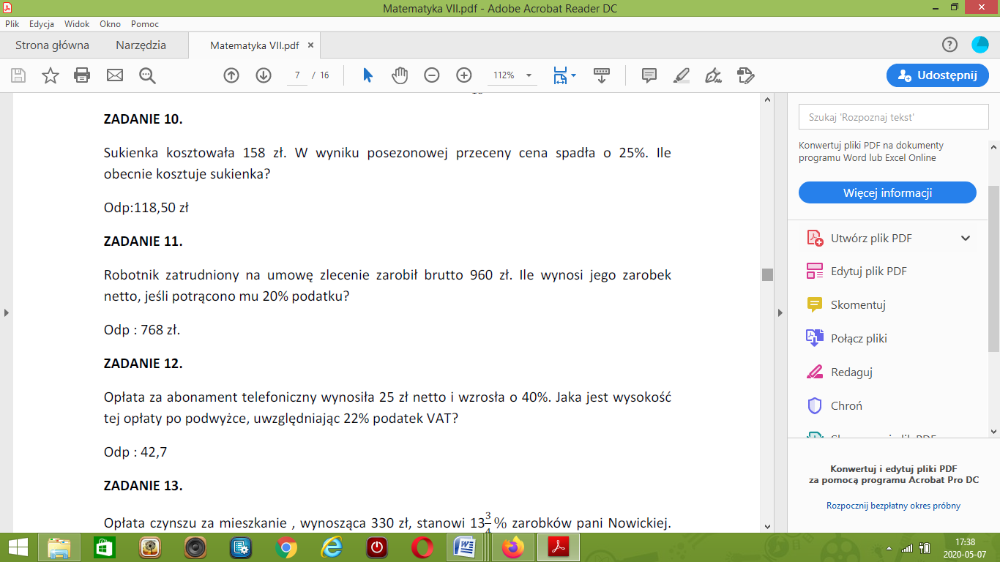 Matematyka VII.pdf - Adobe Acrobat Reader DC
Plik Edycja Widok Okno Pomoc
Strona główna Narzędzia Matematyka VII.pdf ×
7 / 16 112%
Udostępnij
ZADANIE 10.
Sukienka kosztowała 158 zł. W wyniku posezonowej przeceny cena spadła o 25%. Ile
obecnie kosztuje sukienka?
Odp:118,50 zł
ZADANIE 11.
Robotnik zatrudniony na umowę zlecenie zarobił brutto 960 zł. Ile wynosi jego zarobek
netto, jeśli potrącono mu 20% podatku?
Odp : 768 zł.
ZADANIE 12.
Opłata za abonament telefoniczny wynosiła 25 zł netto i wzrosła o 40%. Jaka jest wysokość
tej opłaty po podwyżce, uwzględniając 22% podatek VAT?
Odp : 42,7
ZADANIE 13.
Opłata czynszu za mieszkanie , wynosząca 330 zł, stanowi 13 3/4 % zarobków pani Nowickiej.
Szukaj 'Rozpoznaj tekst'
Konwertuj pliki PDF na dokumenty
programu Word lub Excel Online
Więcej informacji
Utwórz plik PDF
Edytuj plik PDF
Skomentuj
Połącz pliki
Redaguj
Chroń
Konwertuj i edytuj pliki PDF
za pomocą programu Acrobat Pro DC
Rozpocznij bezpłatny okres próbny
17:38
2020-05-07